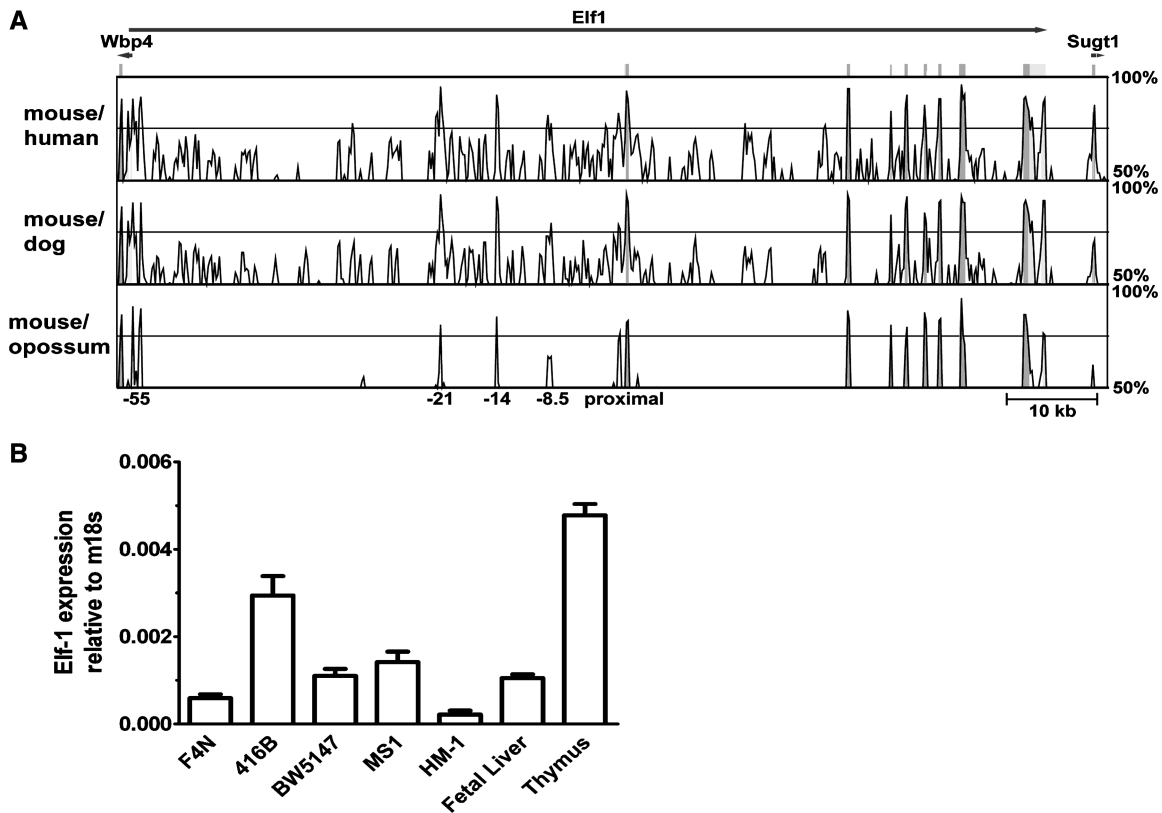 A
Elf1
Wbp4
Sugt1
100%
mouse/
human
50%
100%
mouse/
dog
50%
100%
mouse/
opossum
50%
-55 -21 -14 -8.5 proximal
10 kb
B
Elf-1 expression
relative to m18s
0.006
0.004
0.002
0.000
F4N 416B BW5147 MS1 HM-1 Fetal Liver Thymus